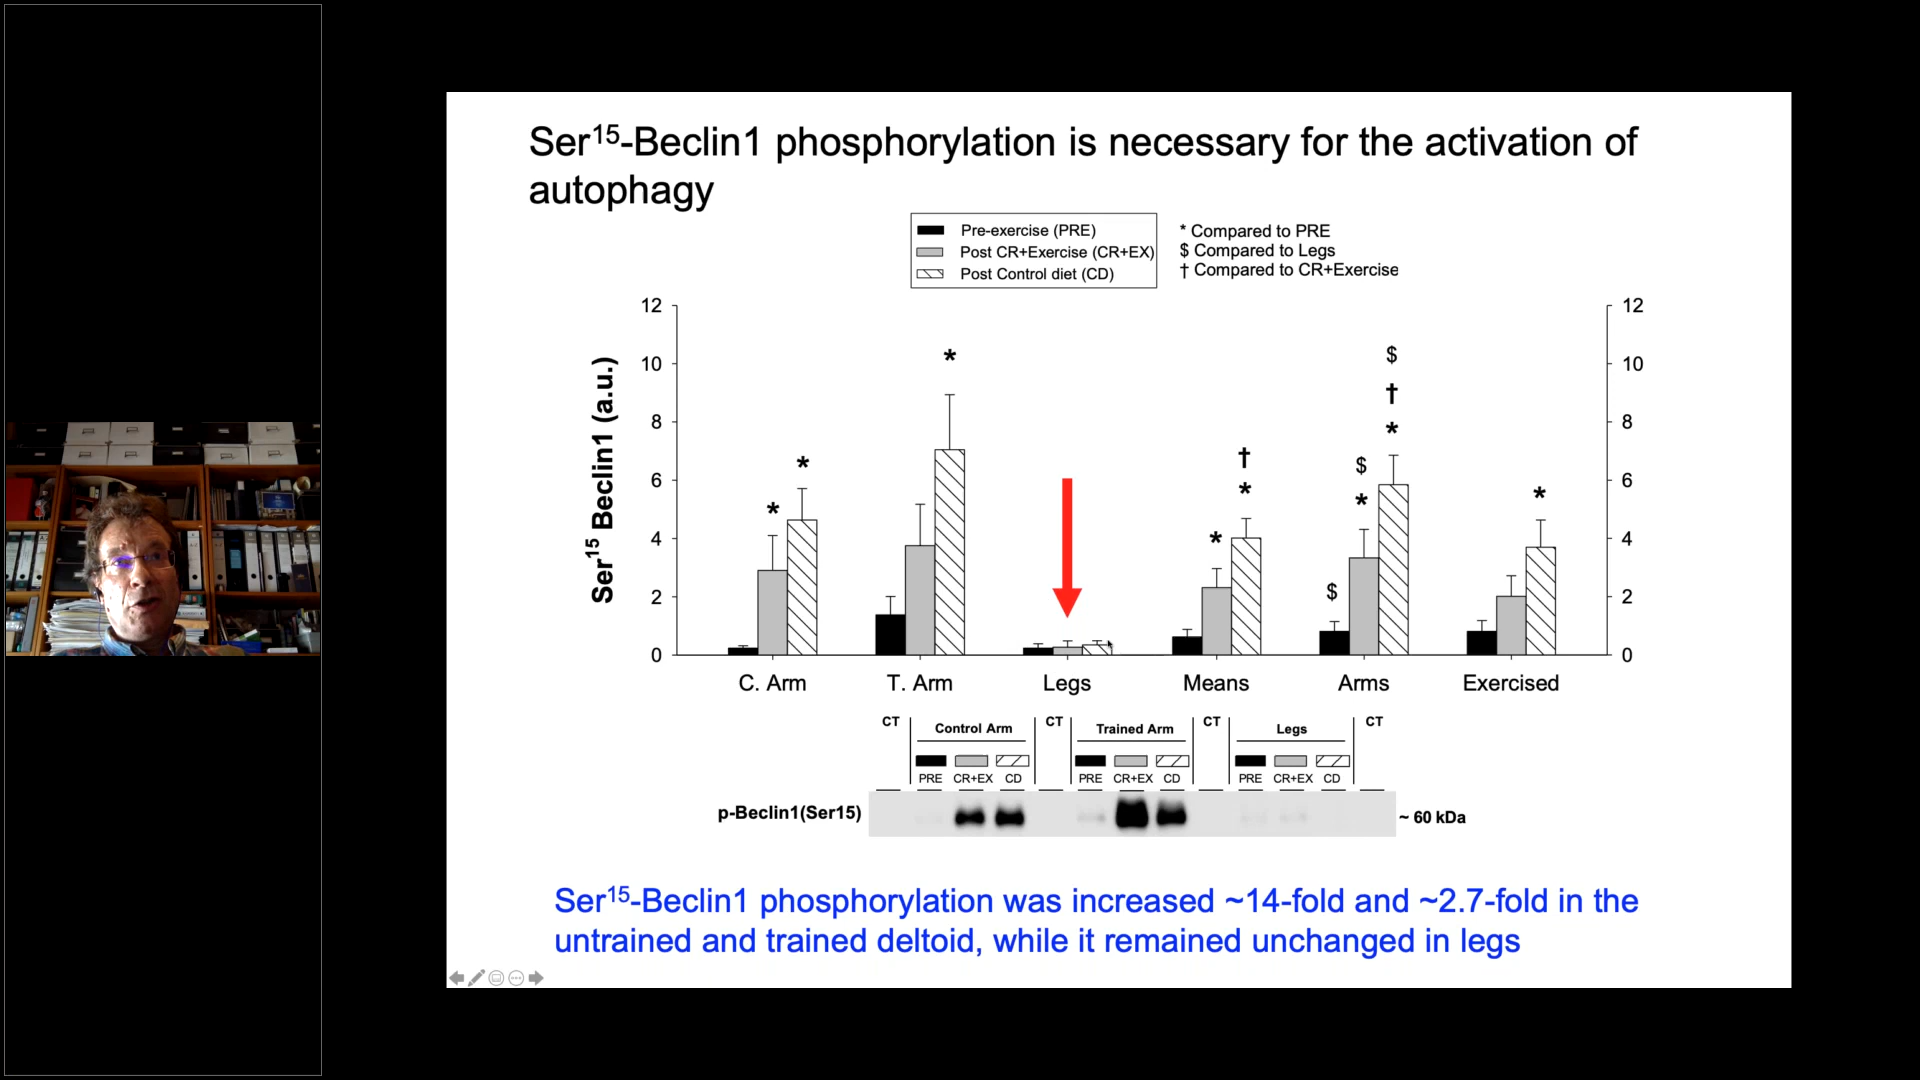 Ser¹⁵-Beclin1 phosphorylation is necessary for the activation of
autophagy
Pre-exercise (PRE)
Post CR+Exercise (CR+EX)
Post Control diet (CD)
* Compared to PRE
$ Compared to Legs
† Compared to CR+Exercise
Ser¹⁵ Beclin1 (a.u.)
12
10
8
6
4
2
0
* * * * † * $ $ * $ † * *
12
10
8
6
4
2
0
C. Arm T. Arm Legs Means Arms Exercised
CT Control Arm CT Trained Arm CT Legs CT
PRE CR+EX CD PRE CR+EX CD PRE CR+EX CD
p-Beclin1(Ser15) ~ 60 kDa
Ser¹⁵-Beclin1 phosphorylation was increased ~14-fold and ~2.7-fold in the
untrained and trained deltoid, while it remained unchanged in legs